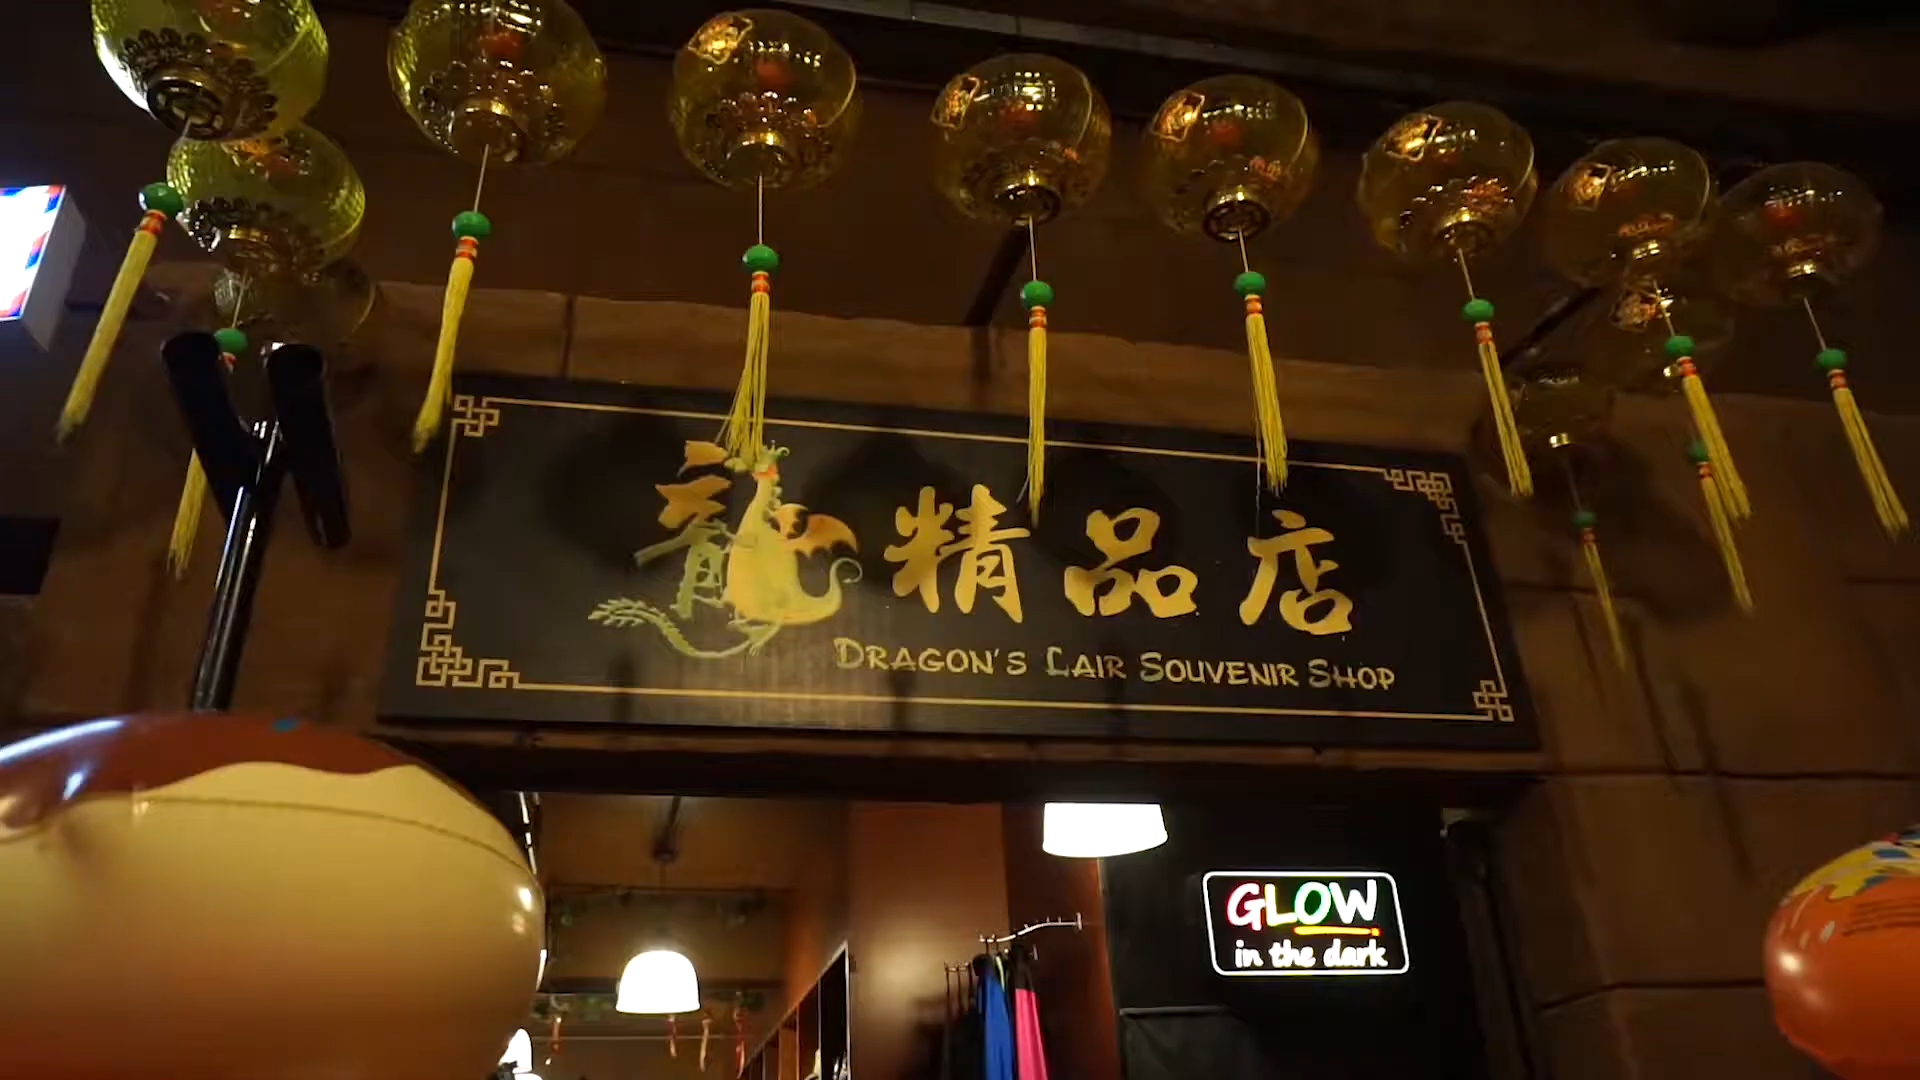 龍精品店
DRAGON'S LAIR SOUVENIR SHOP
GLOW
in the dark